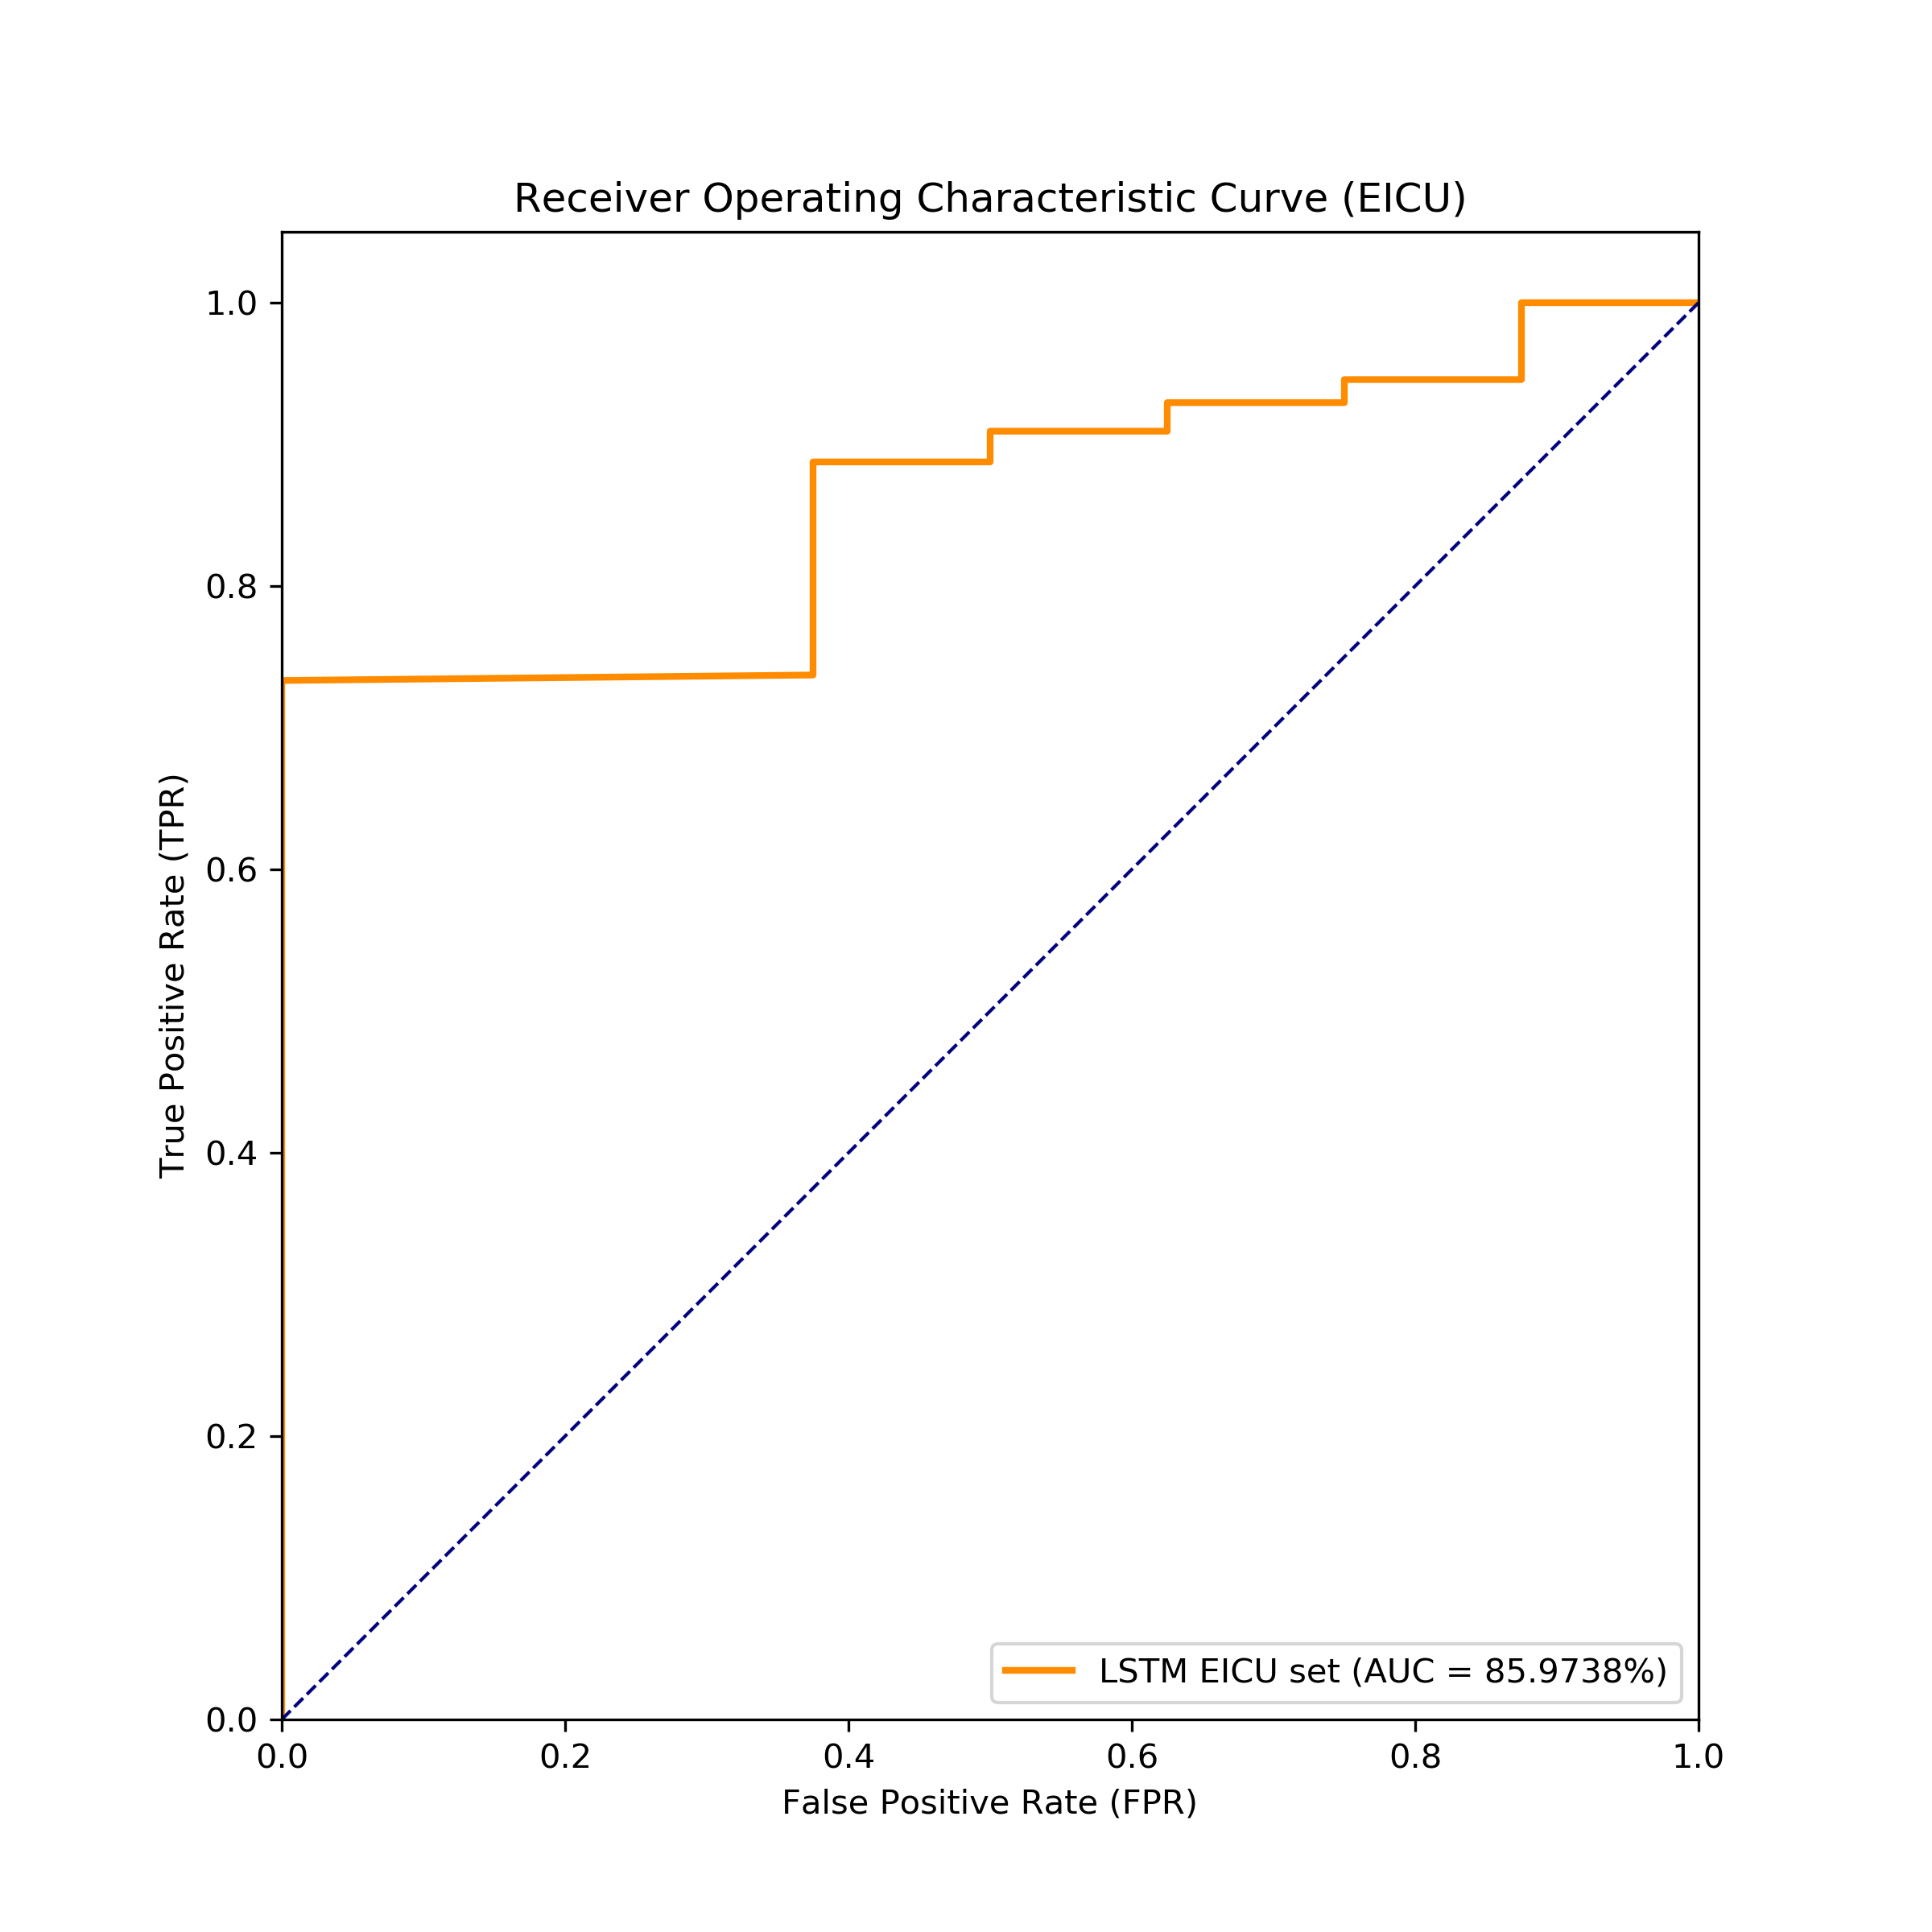 Receiver Operating Characteristic Curve (EICU)
1.0
0.8
0.6
0.4
0.2
0.0
True Positive Rate (TPR)
LSTM EICU set (AUC = 85.9738%)
0.0 0.2 0.4 0.6 0.8 1.0
False Positive Rate (FPR)